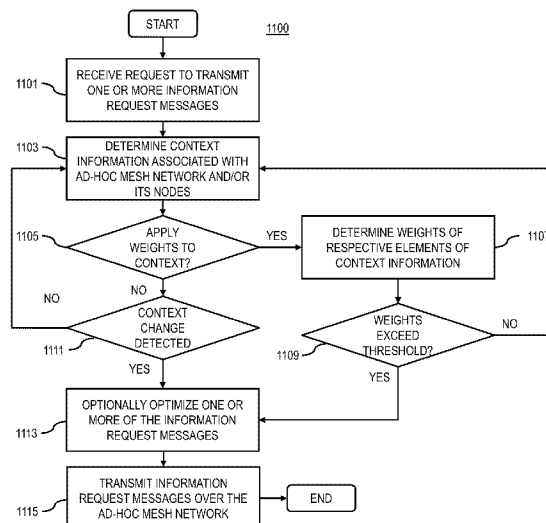 START
1100
1101
RECEIVE REQUEST TO TRANSMIT
ONE OR MORE INFORMATION
REQUEST MESSAGES
1103
DETERMINE CONTEXT
INFORMATION ASSOCIATED WITH
AD-HOC MESH NETWORK AND/OR
ITS NODES
1105
APPLY
WEIGHTS TO
CONTEXT?
YES
DETERMINE WEIGHTS OF
RESPECTIVE ELEMENTS OF
CONTEXT INFORMATION
1107
NO
NO
CONTEXT
CHANGE
DETECTED
1111
WEIGHTS
EXCEED
THRESHOLD?
NO
1109
YES
YES
OPTIONALLY OPTIMIZE ONE OR
MORE OF THE INFORMATION
REQUEST MESSAGES
1113
TRANSMIT INFORMATION
REQUEST MESSAGES OVER THE
AD-HOC MESH NETWORK
END
1115